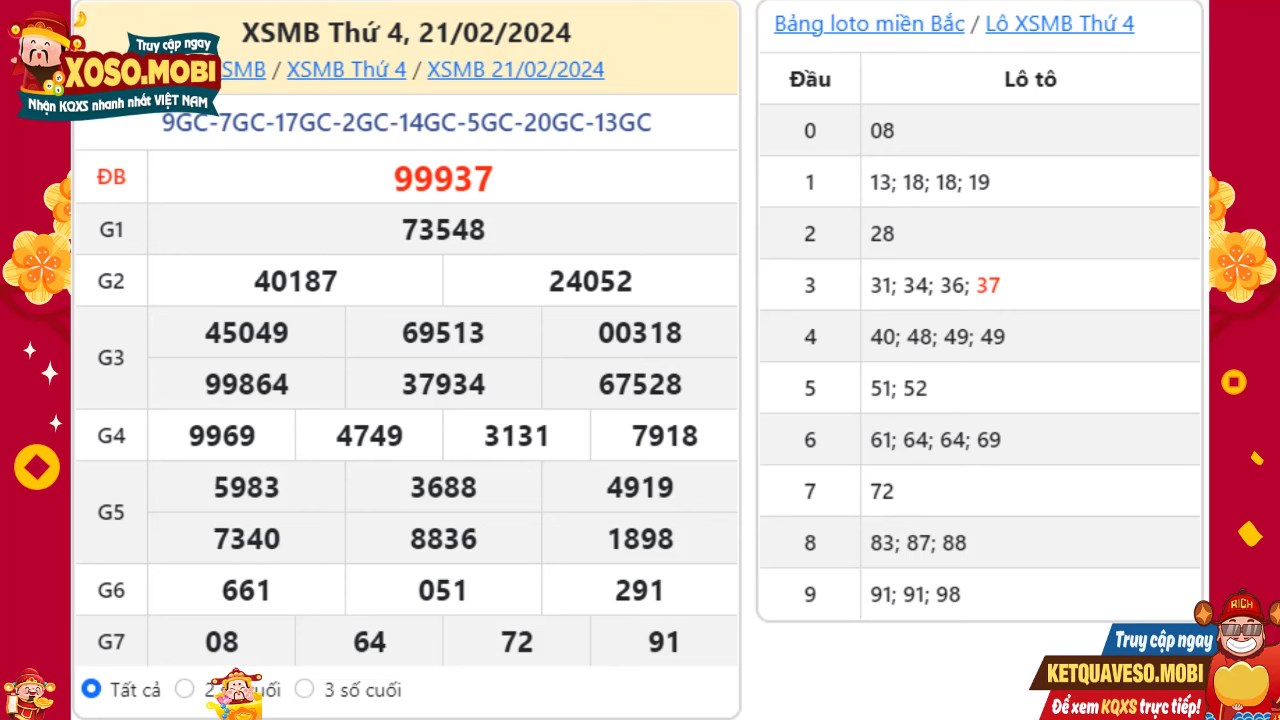 XSMB Thứ 4, 21/02/2024
SMB / XSMB Thứ 4 / XSMB 21/02/2024
Truy cập ngay
XOSO.MOBI
Nhận KQXS nhanh nhất VIỆT NAM
9GC-7GC-17GC-2GC-14GC-5GC-20GC-13GC
ĐB 99937
G1 73548
G2 40187 24052
G3
45049 69513 00318
99864 37934 67528
G4 9969 4749 3131 7918
G5
5983 3688 4919
7340 8836 1898
G6 661 051 291
G7 08 64 72 91
Tất cả 2 uối 3 số cuối
Bảng loto miền Bắc / Lô XSMB Thứ 4
Đầu Lô tô
0 08
1 13; 18; 18; 19
2 28
3 31; 34; 36; 37
4 40; 48; 49; 49
5 51; 52
6 61; 64; 64; 69
7 72
8 83; 87; 88
9 91; 91; 98
RICH
Truy cập ngay
KETQUAVESO.MOBI
Để xem KQXS trực tiếp!